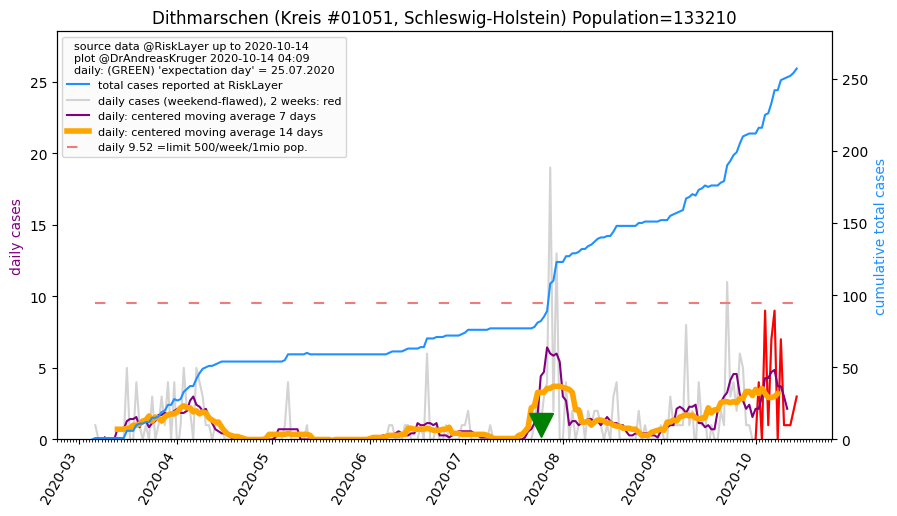 Dithmarschen (Kreis #01051, Schleswig-Holstein) Population=133210
source data @RiskLayer up to 2020-10-14
plot @DrAndreasKruger 2020-10-14 04:09
daily: (GREEN) 'expectation day' = 25.07.2020
total cases reported at RiskLayer
daily cases (weekend-flawed), 2 weeks: red
daily: centered moving average 7 days
daily: centered moving average 14 days
daily 9.52 =limit 500/week/1mio pop.
daily cases
25
20
15
10
5
0
cumulative total cases
250
200
150
100
50
0
2020-03
2020-04
2020-05
2020-06
2020-07
2020-08
2020-09
2020-10